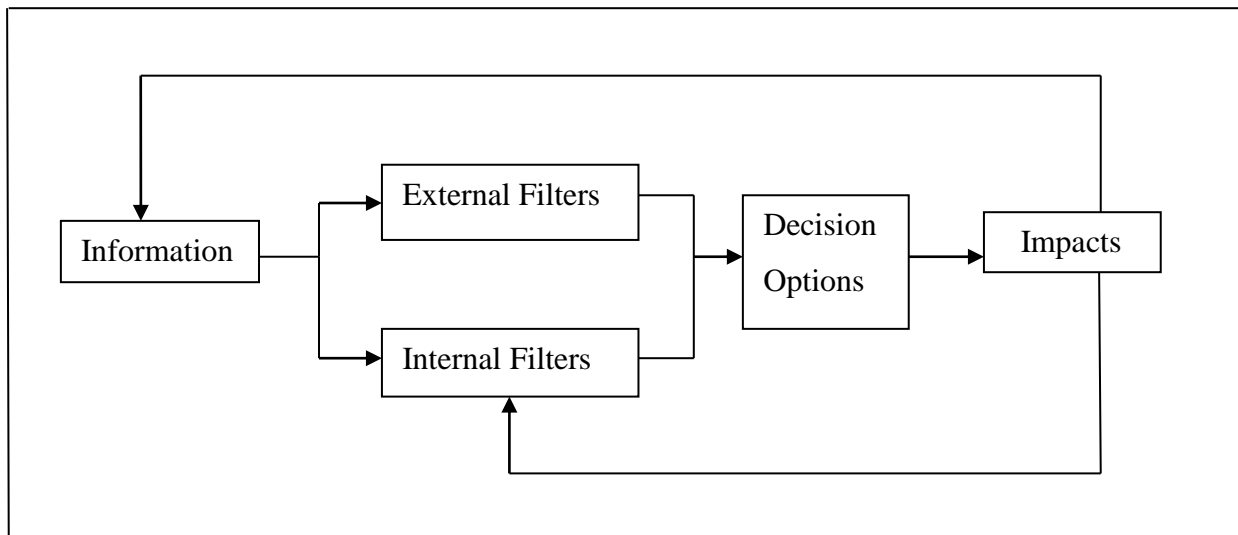 External Filters
Information
Decision
Options
Impacts
Internal Filters